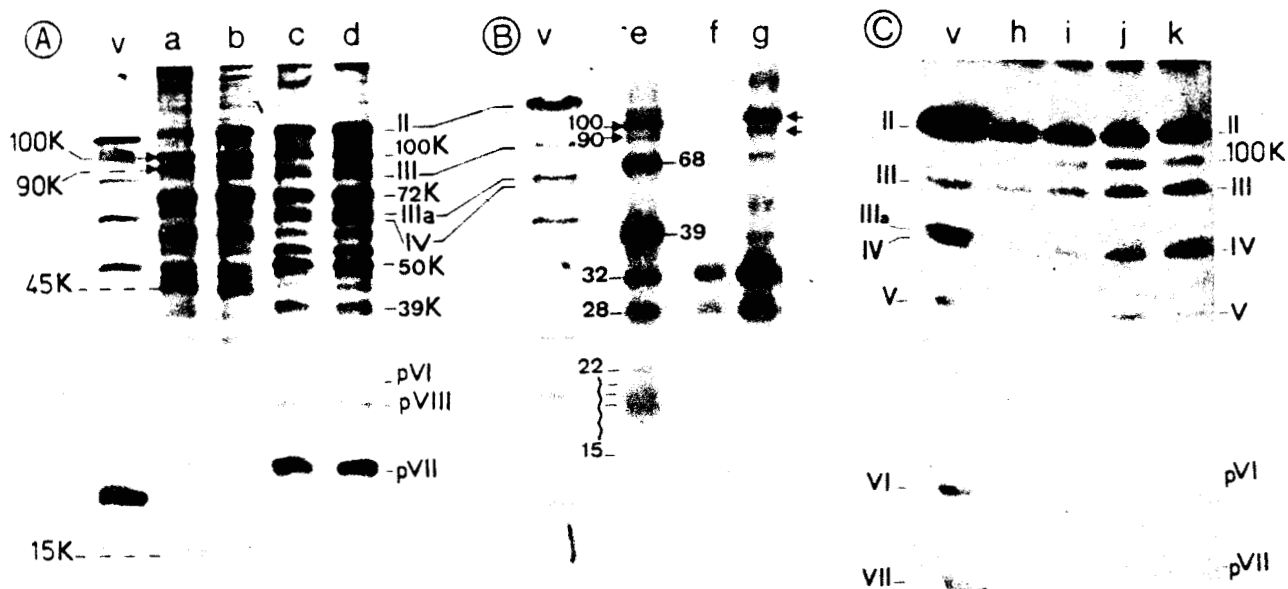 A v a b c d
100K
90K
45K
15K
II
100K
III
72K
IIIa
IV
50K
39K
pVI
pVIII
pVII
B v e f g
100
90
68
39
32
28
22
15
C v h i j k
II
III
IIIa
IV
V
VI
VII
II
100K
III
IV
V
pVI
pVII